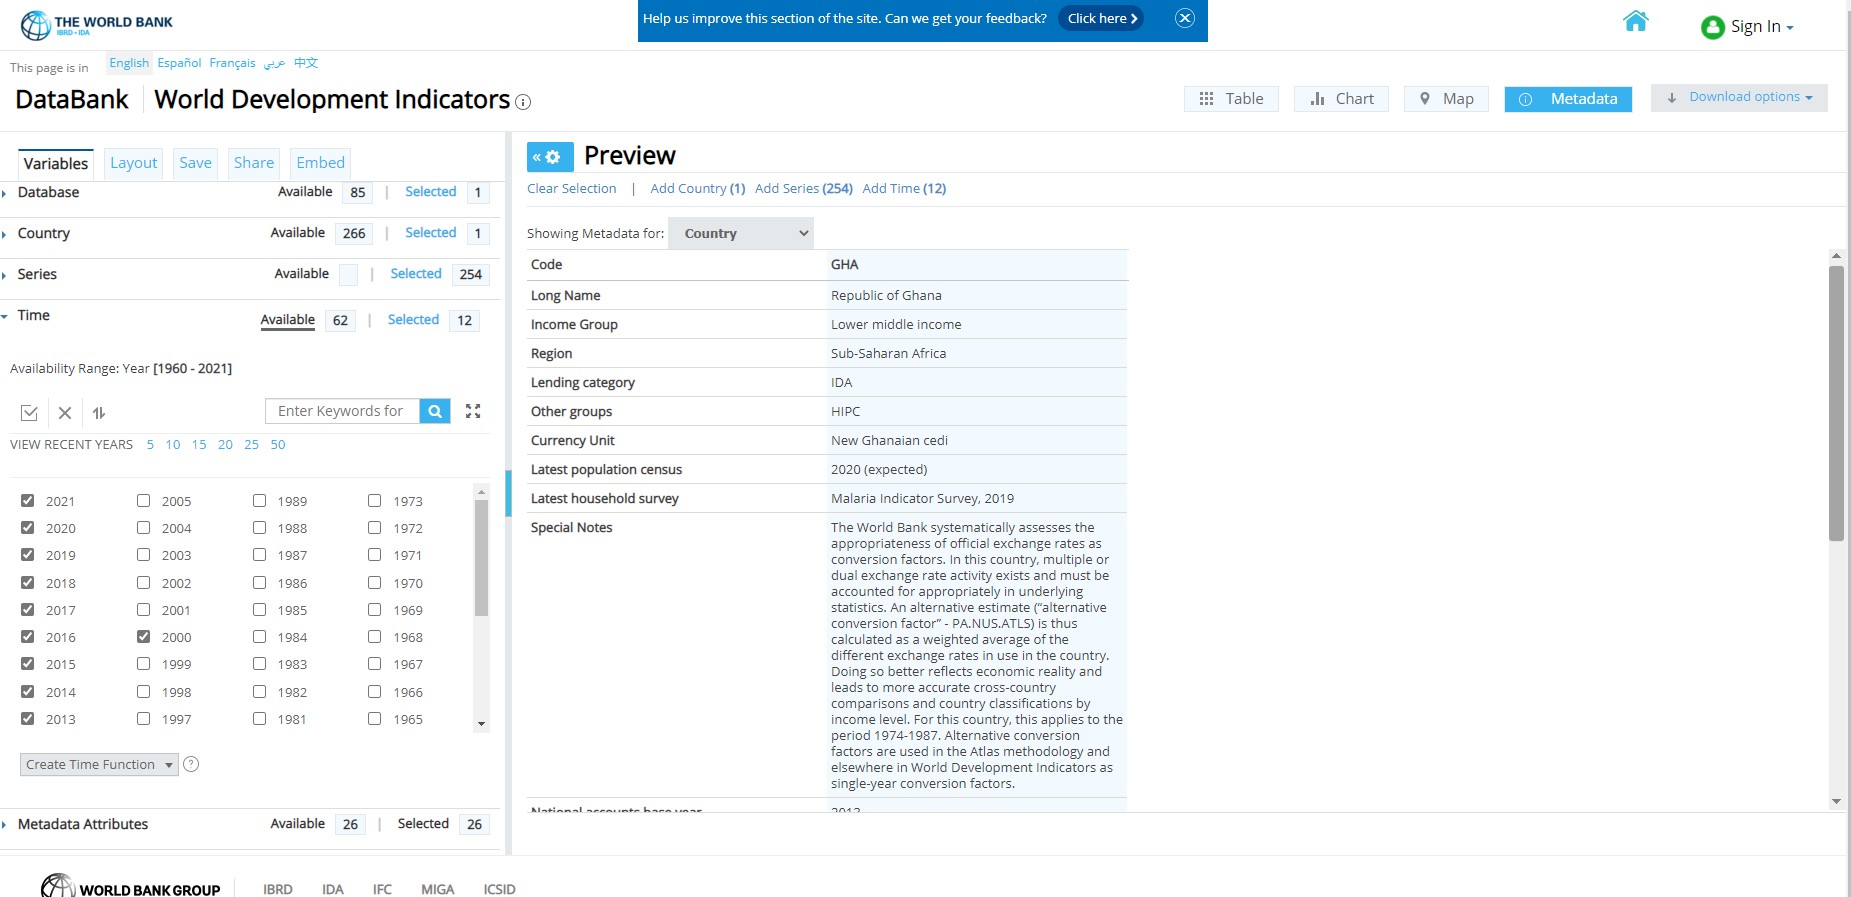 THE WORLD BANK
IBRD • IDA
Help us improve this section of the site. Can we get your feedback? Click here
Sign In
This page is in English Español Français عربي 中文
DataBank World Development Indicators
Table Chart Map Metadata Download options
Variables Layout Save Share Embed
Database Available 85 | Selected 1
Country Available 266 | Selected 1
Series Available | Selected 254
Time Available 62 | Selected 12
Availability Range: Year [1960 - 2021]
Enter Keywords for
VIEW RECENT YEARS 5 10 15 20 25 50
2021 2005 1989 1973
2020 2004 1988 1972
2019 2003 1987 1971
2018 2002 1986 1970
2017 2001 1985 1969
2016 2000 1984 1968
2015 1999 1983 1967
2014 1998 1982 1966
2013 1997 1981 1965
Create Time Function ?
Metadata Attributes Available 26 | Selected 26
« Preview
Clear Selection | Add Country (1) Add Series (254) Add Time (12)
Showing Metadata for: Country
Code GHA
Long Name Republic of Ghana
Income Group Lower middle income
Region Sub-Saharan Africa
Lending category IDA
Other groups HIPC
Currency Unit New Ghanaian cedi
Latest population census 2020 (expected)
Latest household survey Malaria Indicator Survey, 2019
Special Notes The World Bank systematically assesses the
appropriateness of official exchange rates as
conversion factors. In this country, multiple or
dual exchange rate activity exists and must be
accounted for appropriately in underlying
statistics. An alternative estimate (“alternative
conversion factor” - PA.NUS.ATLS) is thus
calculated as a weighted average of the
different exchange rates in use in the country.
Doing so better reflects economic reality and
leads to more accurate cross-country
comparisons and country classifications by
income level. For this country, this applies to the
period 1974-1987. Alternative conversion
factors are used in the Atlas methodology and
elsewhere in World Development Indicators as
single-year conversion factors.
National accounts base year 2013
WORLD BANK GROUP IBRD IDA IFC MIGA ICSID